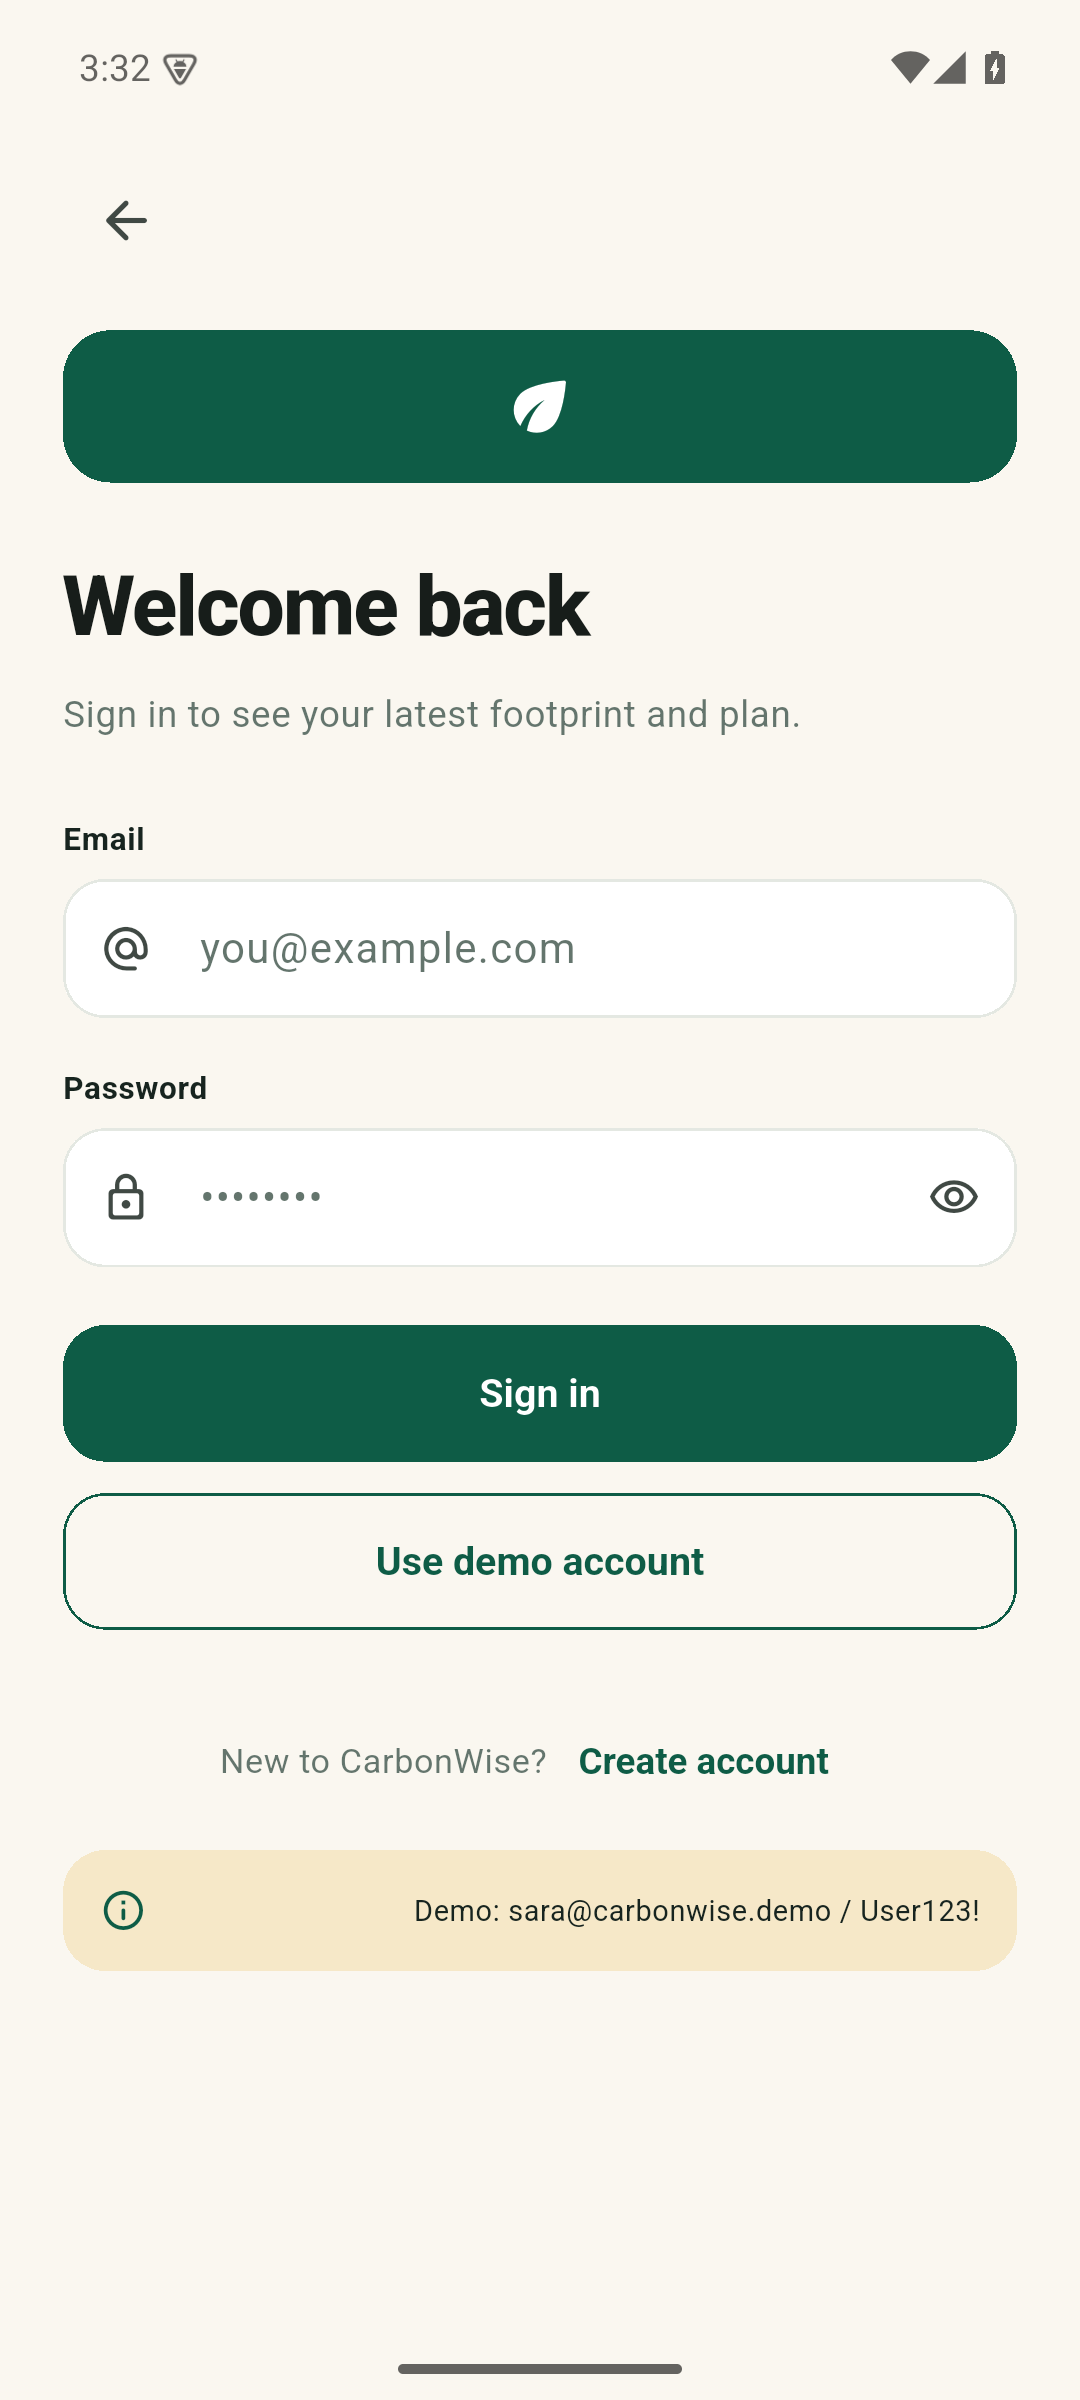 3:32
Welcome back
Sign in to see your latest footprint and plan.
Email
you@example.com
Password
••••••••
Sign in
Use demo account
New to CarbonWise? Create account
Demo: sara@carbonwise.demo / User123!